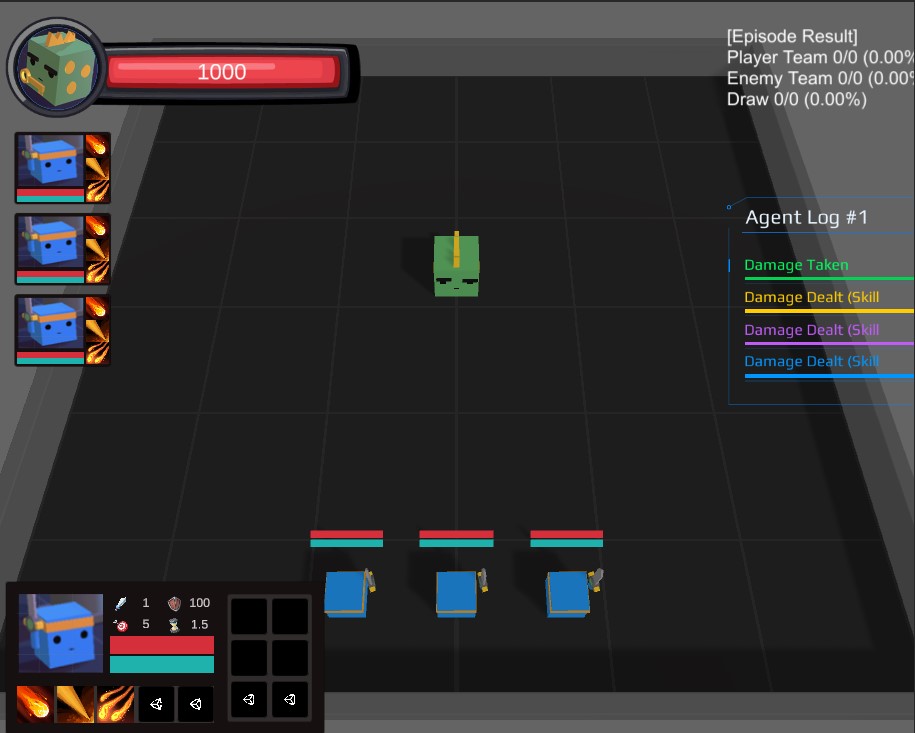 1000
[Episode Result]
Player Team 0/0 (0.00%
Enemy Team 0/0 (0.00%
Draw 0/0 (0.00%)
Agent Log #1
Damage Taken
Damage Dealt (Skill
Damage Dealt (Skill
Damage Dealt (Skill
1 100
5 1.5